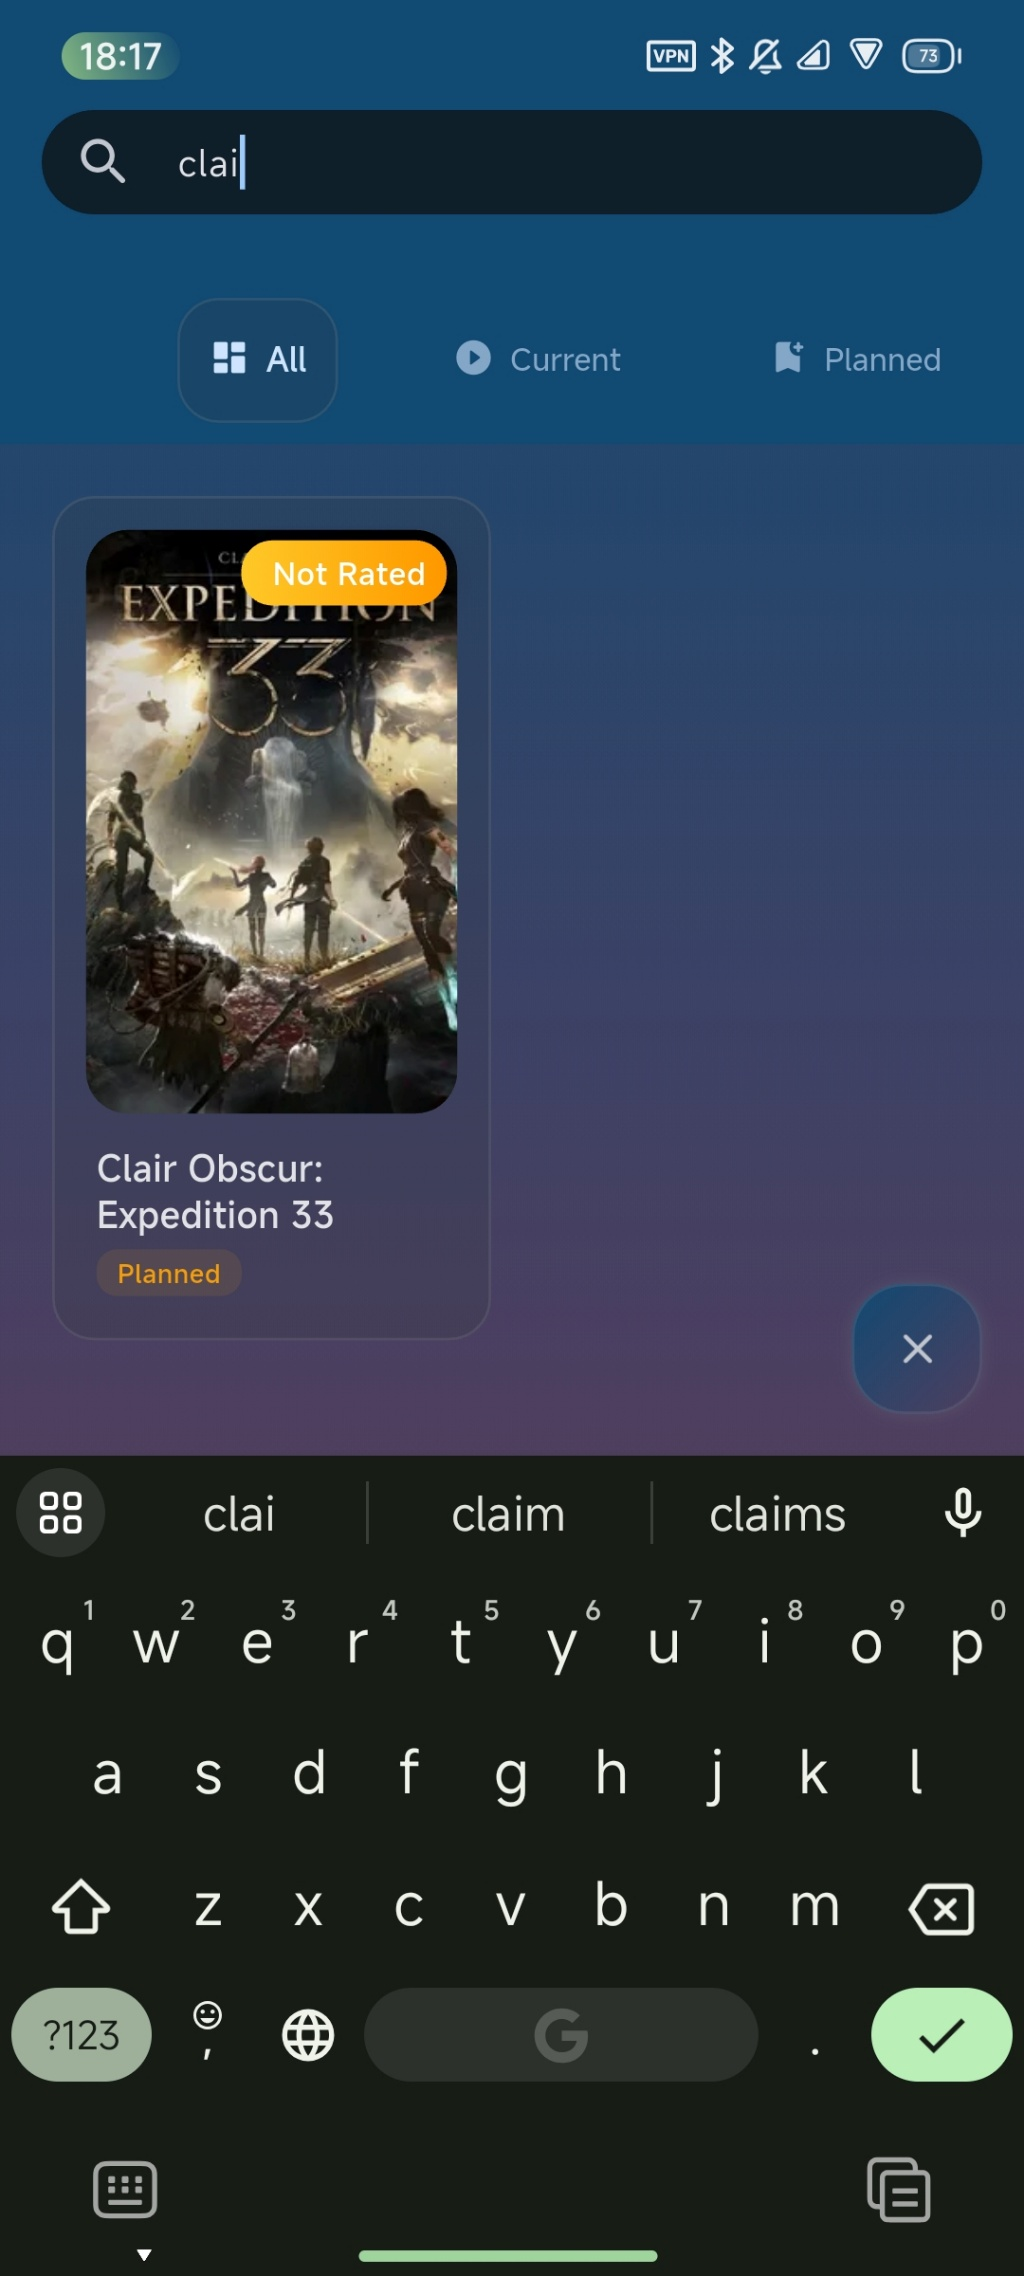 18:17
VPN
73
clai
All
Current
Planned
Not Rated
EXPEDITION
33
Clair Obscur:
Expedition 33
Planned
clai
claim
claims
1 2 3 4 5 6 7 8 9 0
q w e r t y u i o p
a s d f g h j k l
z x c v b n m
?123
,
G
.